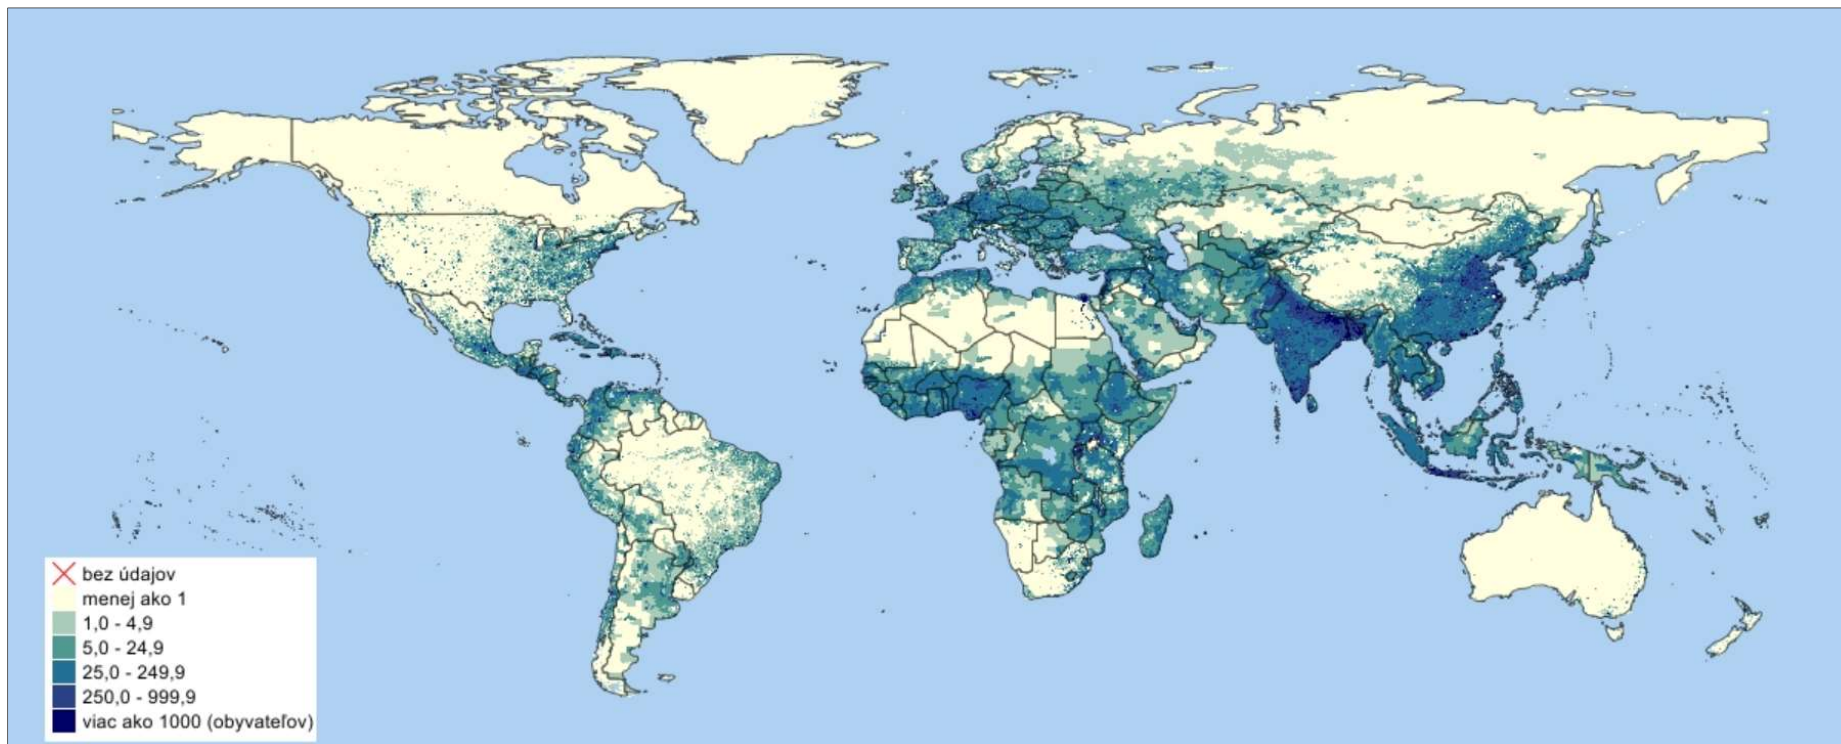 bez údajov
menej ako 1
1,0 - 4,9
5,0 - 24,9
25,0 - 249,9
250,0 - 999,9
viac ako 1000 (obyvateľov)